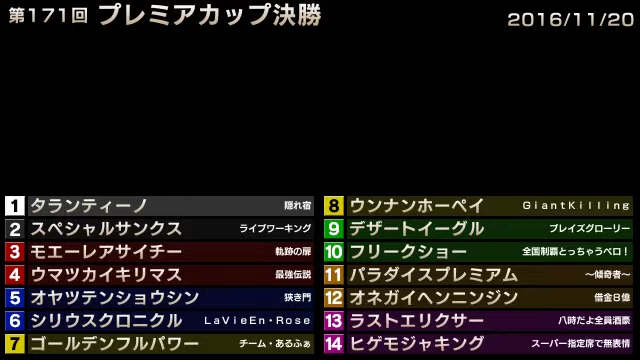 第171回 プレミアカップ決勝 2016/11/20
1 タランティーノ 隠れ宿
2 スペシャルサンクス ライブワーキング
3 モエーレアサイチー 軌跡の扉
4 ウマツカイキリマス 最強伝説
5 オヤツテンショウシン 狭き門
6 シリウスクロニクル LaVieEn・Rose
7 ゴールデンフルパワー チーム・あるふぁ
8 ウンナンホーペイ GiantKilling
9 デザートイーグル ブレイズグローリー
10 フリークショー 全国制覇とっちゃうベロ！
11 パラダイスプレミアム ～傾奇者～
12 オネガイヘンニンジン 借金8億
13 ラストエリクサー 八時だよ全員酒豪
14 ヒゲモジャキング スーパー指定席で無表情